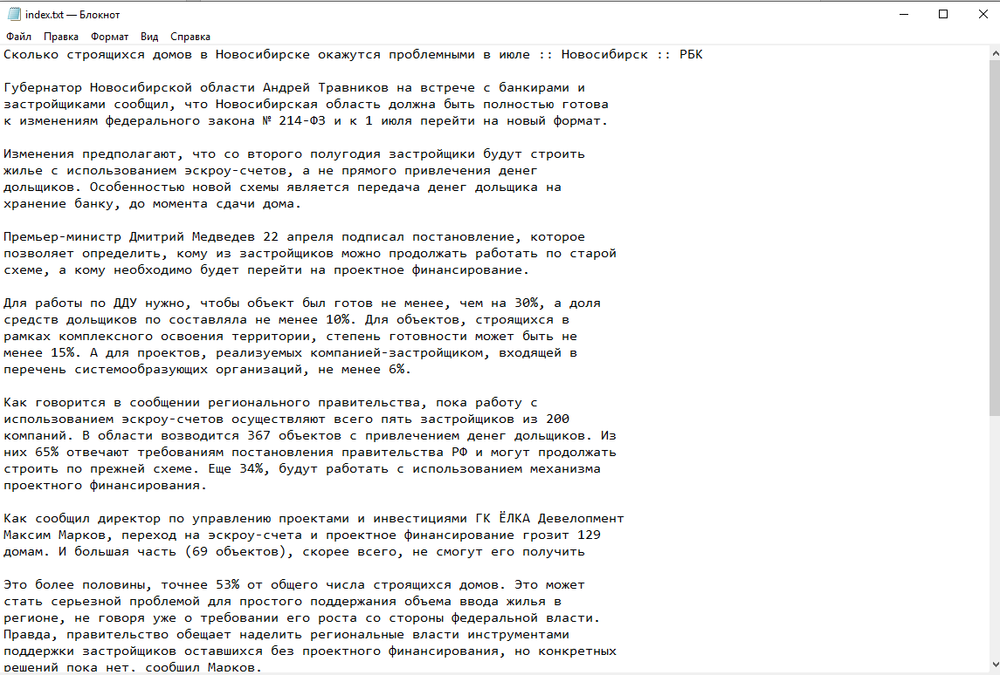 index.txt — Блокнот
Файл Правка Формат Вид Справка
Сколько строящихся домов в Новосибирске окажутся проблемными в июле :: Новосибирск :: РБК
Губернатор Новосибирской области Андрей Травников на встрече с банкирами и
застройщиками сообщил, что Новосибирская область должна быть полностью готова
к изменениям федерального закона № 214-ФЗ и к 1 июля перейти на новый формат.
Изменения предполагают, что со второго полугодия застройщики будут строить
жилье с использованием эскроу-счетов, а не прямого привлечения денег
дольщиков. Особенностью новой схемы является передача денег дольщика на
хранение банку, до момента сдачи дома.
Премьер-министр Дмитрий Медведев 22 апреля подписал постановление, которое
позволяет определить, кому из застройщиков можно продолжать работать по старой
схеме, а кому необходимо будет перейти на проектное финансирование.
Для работы по ДДУ нужно, чтобы объект был готов не менее, чем на 30%, а доля
средств дольщиков по составляла не менее 10%. Для объектов, строящихся в
рамках комплексного освоения территории, степень готовности может быть не
менее 15%. А для проектов, реализуемых компанией-застройщиком, входящей в
перечень системообразующих организаций, не менее 6%.
Как говорится в сообщении регионального правительства, пока работу с
использованием эскроу-счетов осуществляют всего пять застройщиков из 200
компаний. В области возводится 367 объектов с привлечением денег дольщиков. Из
них 65% отвечают требованиям постановления правительства РФ и могут продолжать
строить по прежней схеме. Еще 34%, будут работать с использованием механизма
проектного финансирования.
Как сообщил директор по управлению проектами и инвестициями ГК ЁЛКА Девелопмент
Максим Марков, переход на эскроу-счета и проектное финансирование грозит 129
домам. И большая часть (69 объектов), скорее всего, не смогут его получить
Это более половины, точнее 53% от общего числа строящихся домов. Это может
стать серьезной проблемой для простого поддержания объема ввода жилья в
регионе, не говоря уже о требовании его роста со стороны федеральной власти.
Правда, правительство обещает наделить региональные власти инструментами
поддержки застройщиков оставшихся без проектного финансирования, но конкретных
решений пока нет. сообщил Марков.